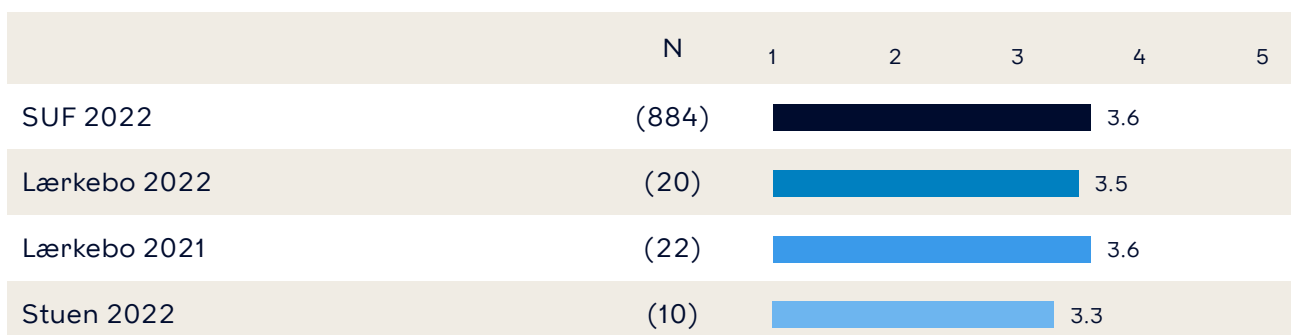 N 1 2 3 4 5
SUF 2022 (884) 3.6
Lærkebo 2022 (20) 3.5
Lærkebo 2021 (22) 3.6
Stuen 2022 (10) 3.3